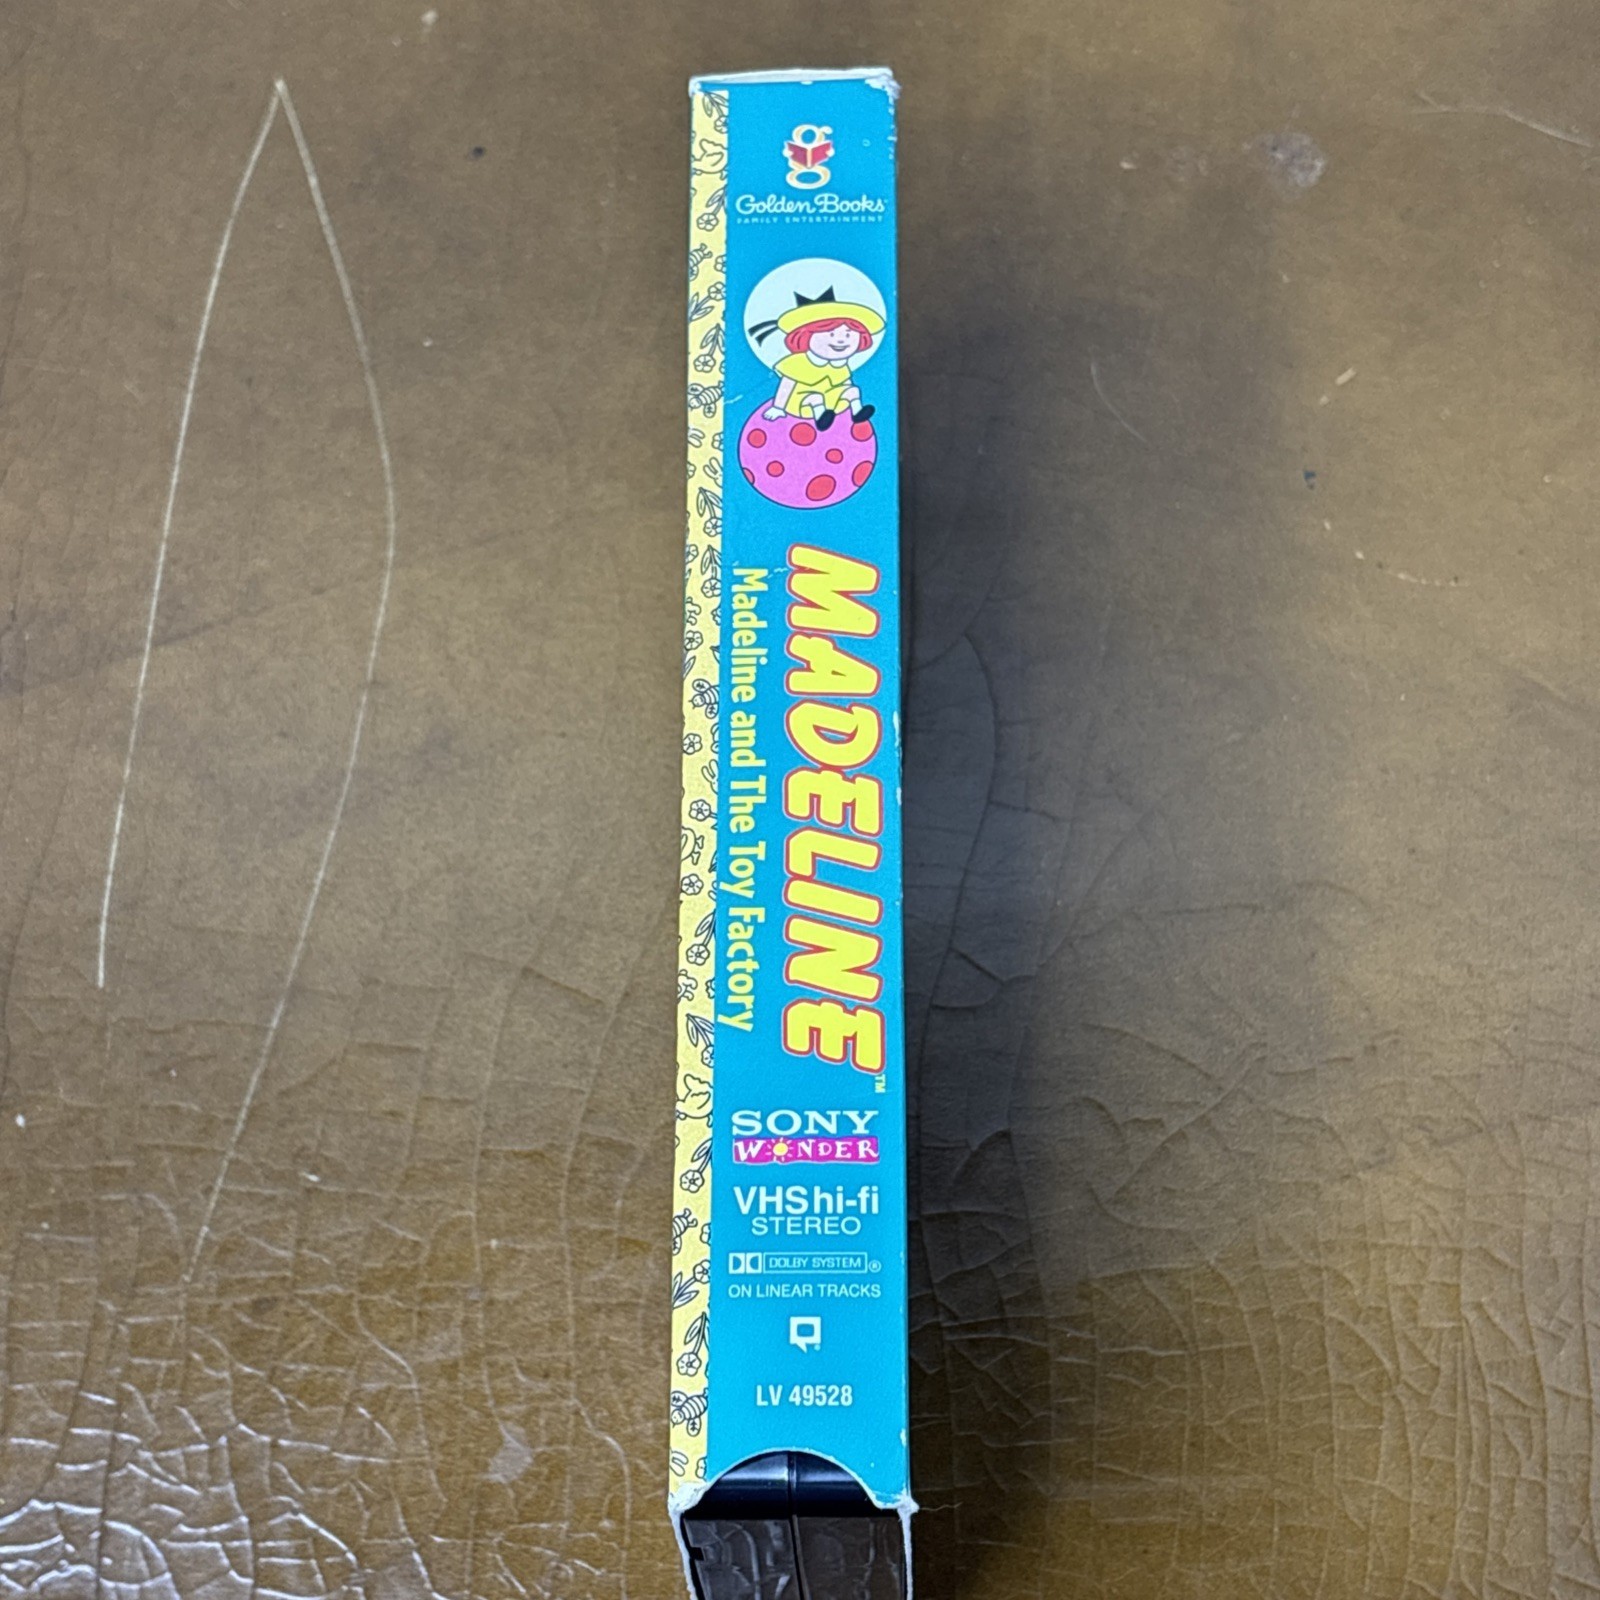 Golden Books
FAMILY ENTERTAINMENT
MADELINE™
Madeline and The Toy Factory
SONY
WONDER
VHS hi-fi
STEREO
DOLBY SYSTEM®
ON LINEAR TRACKS
LV 49528